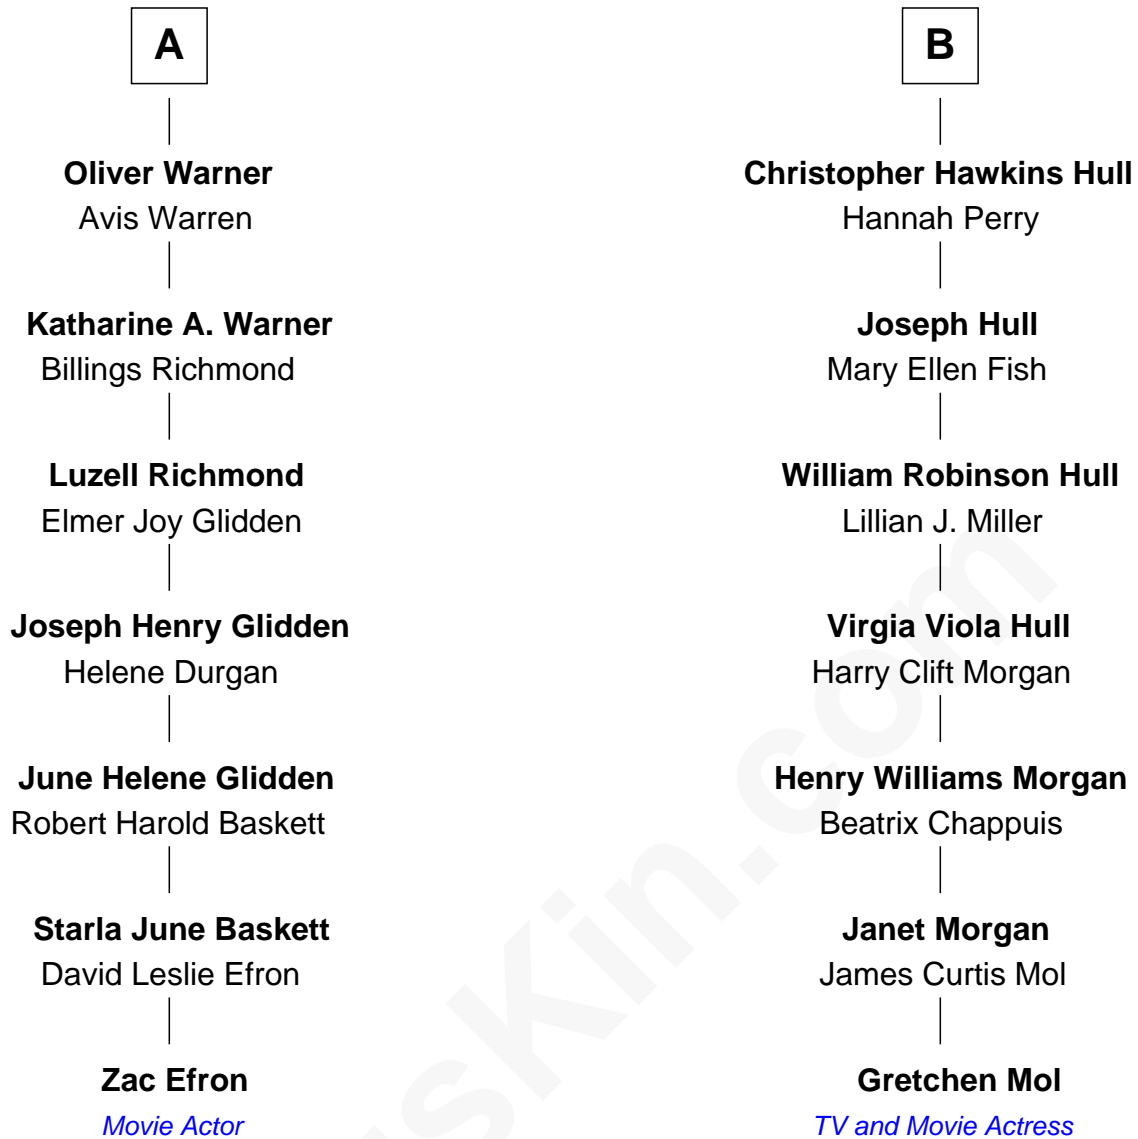 A
B
Oliver Warner
Avis Warren
Christopher Hawkins Hull
Hannah Perry
Katharine A. Warner
Billings Richmond
Joseph Hull
Mary Ellen Fish
Luzell Richmond
Elmer Joy Glidden
William Robinson Hull
Lillian J. Miller
Joseph Henry Glidden
Helene Durgan
Virgia Viola Hull
Harry Clift Morgan
June Helene Glidden
Robert Harold Baskett
Henry Williams Morgan
Beatrix Chappuis
Starla June Baskett
David Leslie Efron
Janet Morgan
James Curtis Mol
Zac Efron
Movie Actor
Gretchen Mol
TV and Movie Actress